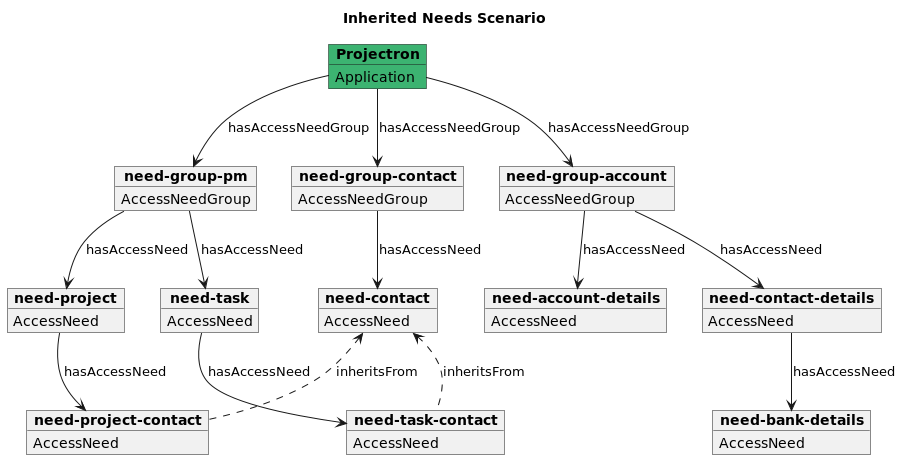 Inherited Needs Scenario
Projectron
Application
hasAccessNeedGroup
hasAccessNeedGroup
hasAccessNeedGroup
need-group-pm
AccessNeedGroup
need-group-contact
AccessNeedGroup
need-group-account
AccessNeedGroup
hasAccessNeed
hasAccessNeed
hasAccessNeed
hasAccessNeed
hasAccessNeed
need-project
AccessNeed
need-task
AccessNeed
need-contact
AccessNeed
need-account-details
AccessNeed
need-contact-details
AccessNeed
hasAccessNeed
hasAccessNeed
inheritsFrom
inheritsFrom
hasAccessNeed
need-project-contact
AccessNeed
need-task-contact
AccessNeed
need-bank-details
AccessNeed